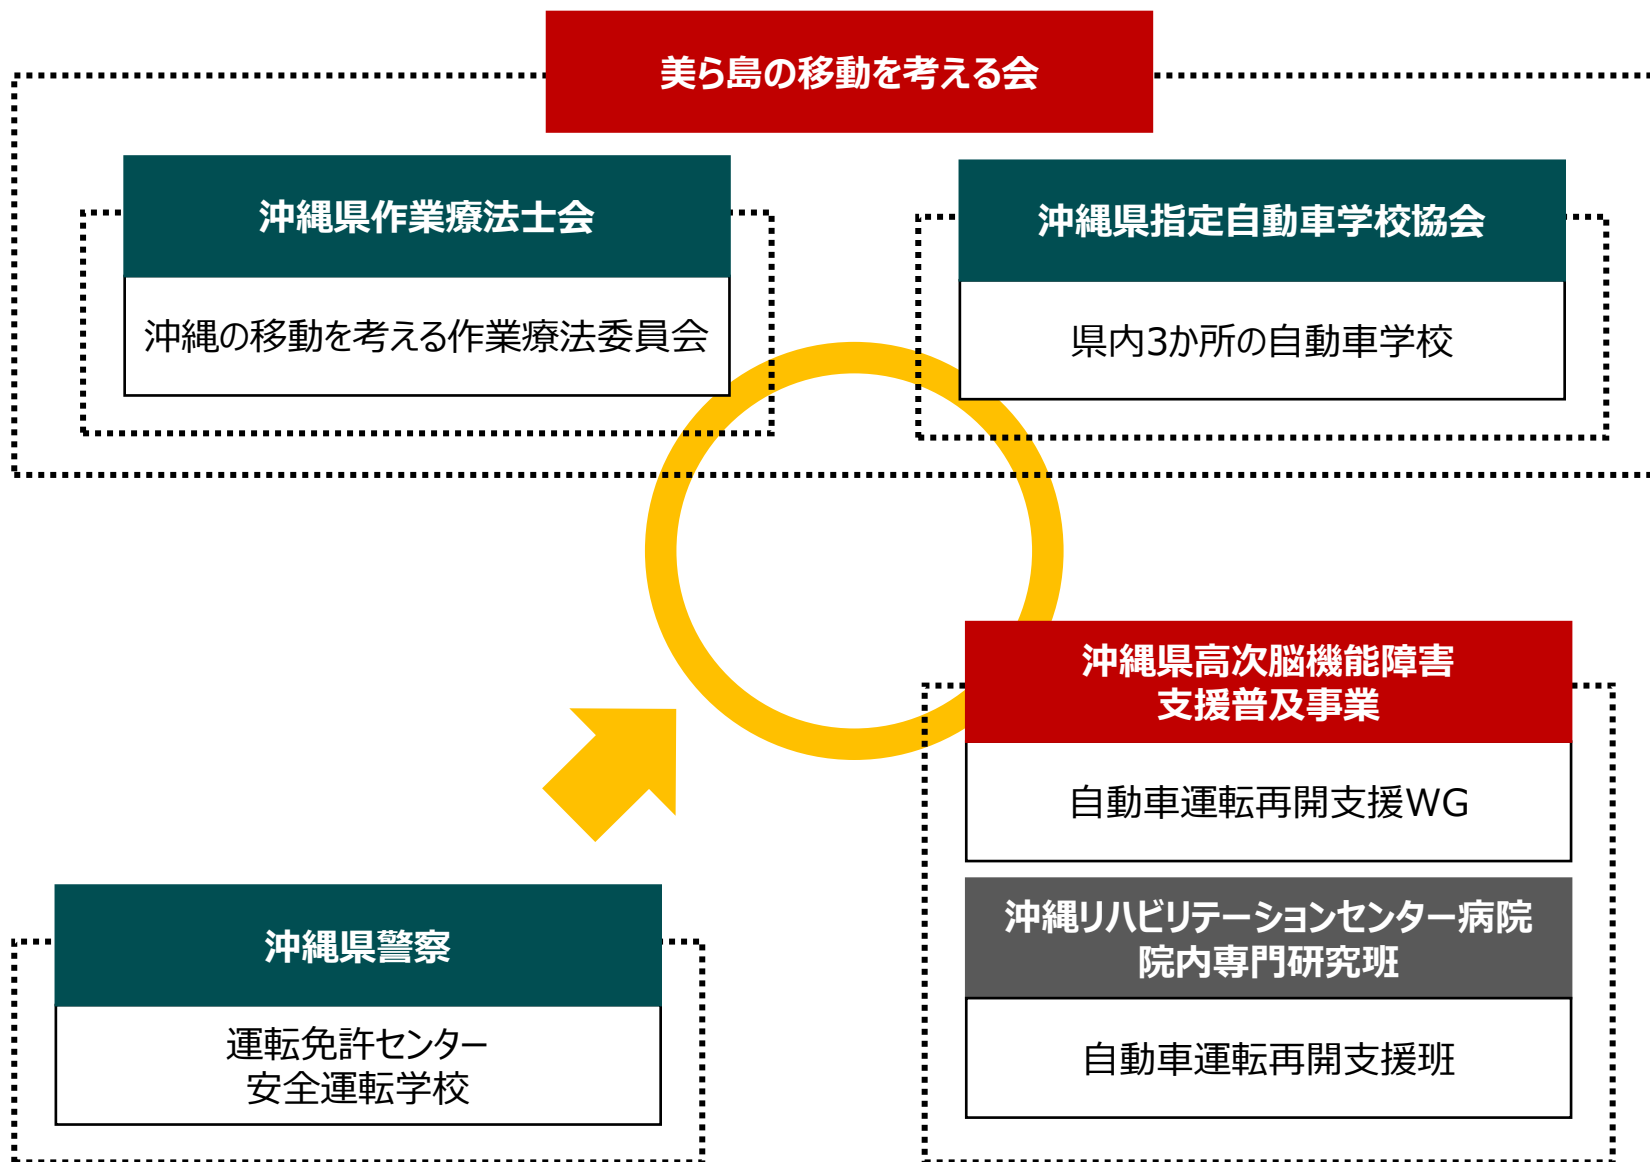 美ら島の移動を考える会
沖縄県作業療法士会
沖縄の移動を考える作業療法委員会
沖縄県指定自動車学校協会
県内3か所の自動車学校
沖縄県高次脳機能障害
支援普及事業
自動車運転再開支援WG
沖縄リハビリテーションセンター病院
院内専門研究班
自動車運転再開支援班
沖縄県警察
運転免許センター
安全運転学校